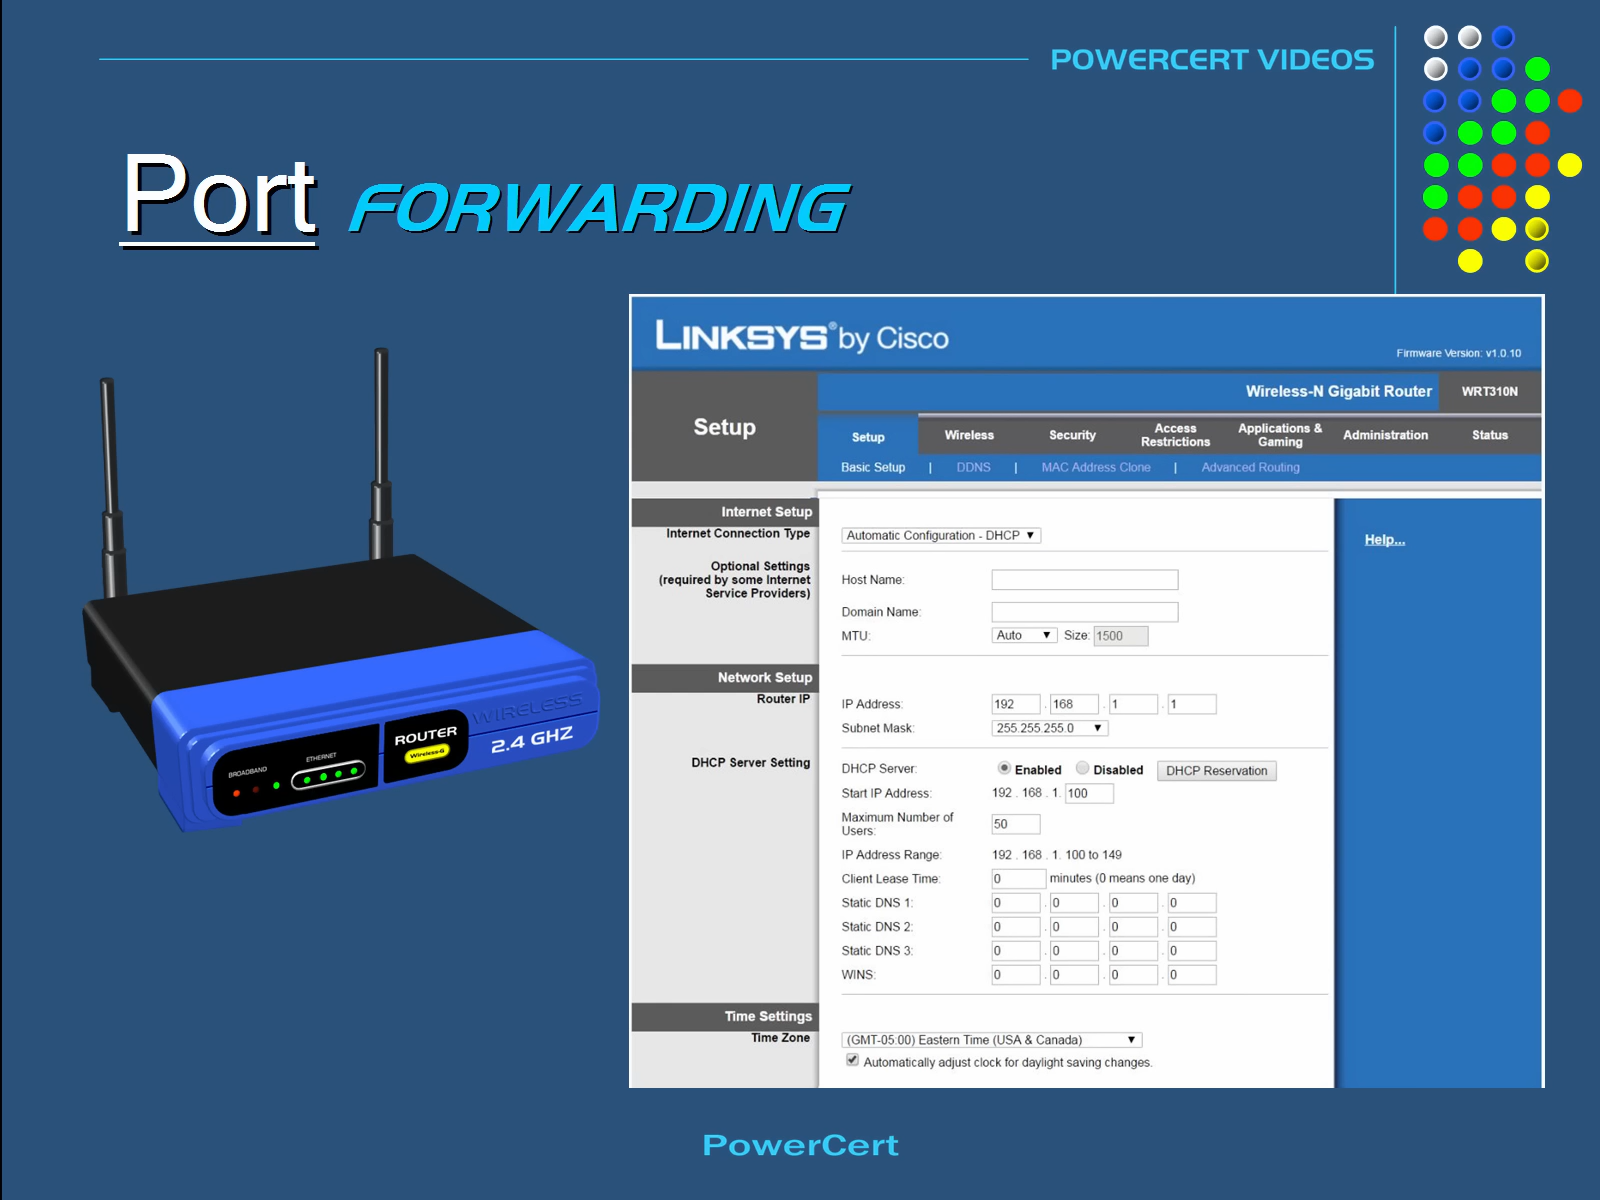 POWERCERT VIDEOS
Port FORWARDING
LINKSYS® by Cisco
Firmware Version: v1.0.10
Wireless-N Gigabit Router WRT310N
Setup
Setup Wireless Security Access Restrictions Applications & Gaming Administration Status
Basic Setup | DDNS | MAC Address Clone | Advanced Routing
Internet Setup
Internet Connection Type Automatic Configuration - DHCP
Help...
Optional Settings
(required by some Internet
Service Providers)
Host Name:
Domain Name:
MTU: Auto Size: 1500
Network Setup
Router IP
IP Address: 192 . 168 . 1 . 1
Subnet Mask: 255.255.255.0
DHCP Server Setting
DHCP Server: Enabled Disabled DHCP Reservation
Start IP Address: 192 . 168 . 1. 100
Maximum Number of
Users: 50
IP Address Range: 192 . 168 . 1. 100 to 149
Client Lease Time: 0 minutes (0 means one day)
Static DNS 1: 0 . 0 . 0 . 0
Static DNS 2: 0 . 0 . 0 . 0
Static DNS 3: 0 . 0 . 0 . 0
WINS: 0 . 0 . 0 . 0
Time Settings
Time Zone
(GMT-05:00) Eastern Time (USA & Canada)
Automatically adjust clock for daylight saving changes.
WIRELESS
2.4 GHZ
ROUTER
Wireless-G
BROADBAND
ETHERNET
PowerCert